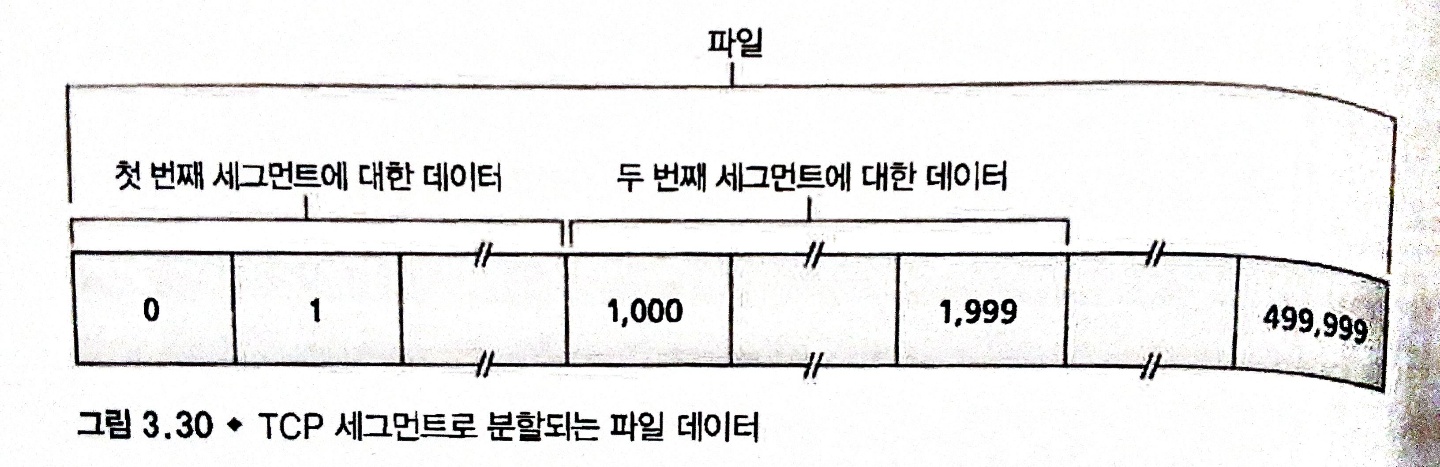 파일
첫 번째 세그먼트에 대한 데이터 두 번째 세그먼트에 대한 데이터
0 1 1,000 1,999 499,999
그림 3.30 ◆ TCP 세그먼트로 분할되는 파일 데이터